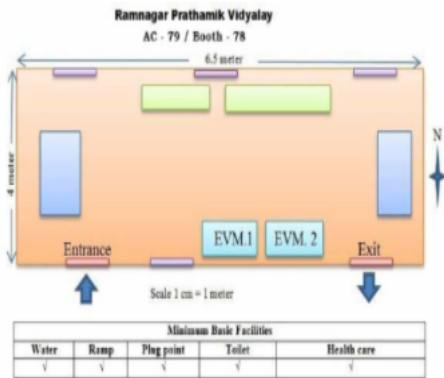 Ramnagar Prathamik Vidyalay
AC - 79 / Booth - 78
6.5 meter
4 meter
N
EVM.1
EVM. 2
Entrance
Exit
Scale 1 cm = 1 meter
Minimum Basic Facilities
Water Ramp Plug point Toilet Health care
√ √ √ √ √